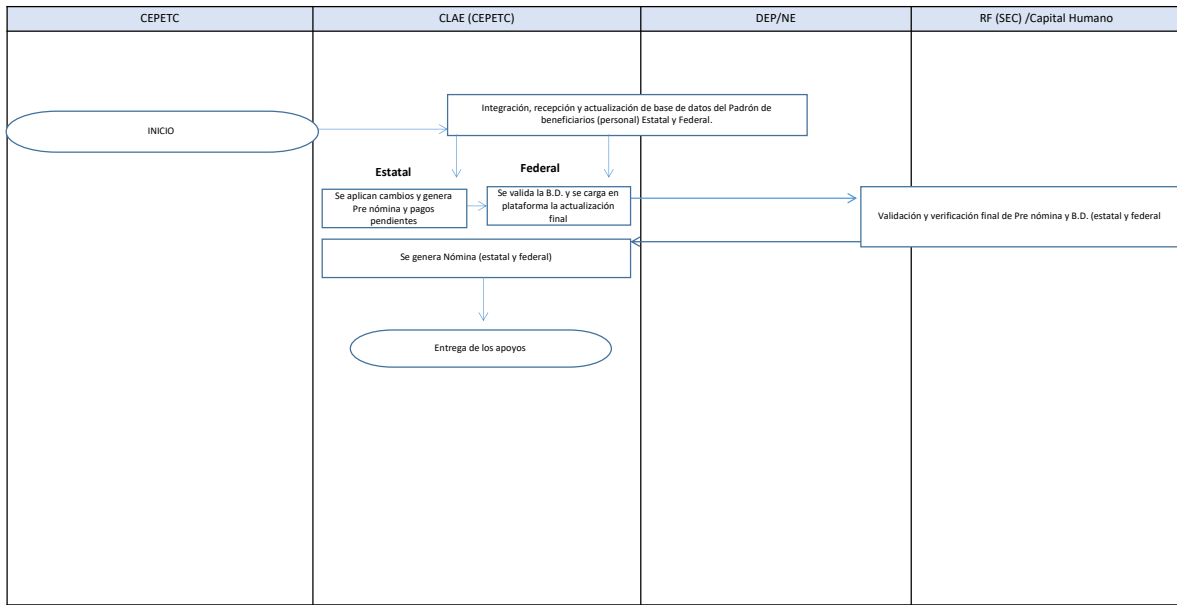 CEPETC
CLAE (CEPETC)
DEP/NE
RF (SEC) /Capital Humano
INICIO
Integración, recepción y actualización de base de datos del Padrón de
beneficiarios (personal) Estatal y Federal.
Estatal
Federal
Se aplican cambios y genera
Pre nómina y pagos
pendientes
Se valida la B.D. y se carga en
plataforma la actualización
final
Validación y verificación final de Pre nómina y B.D. (estatal y federal
Se genera Nómina (estatal y federal)
Entrega de los apoyos